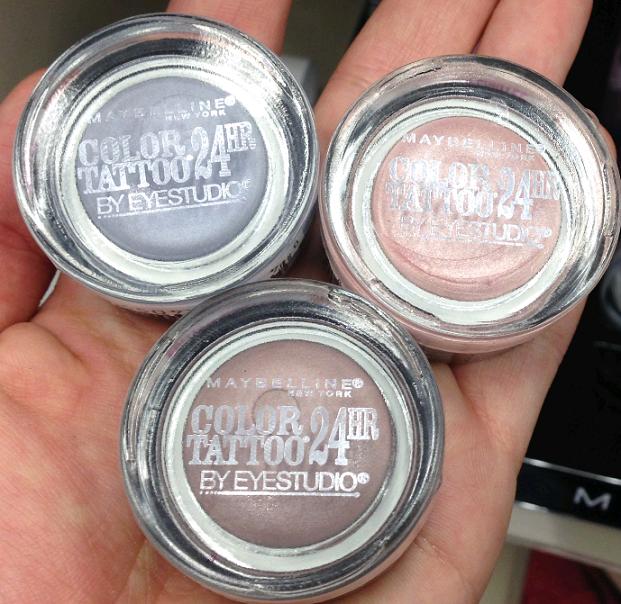 MAYBELLINE®
NEW YORK
COLOR
TATTOO® 24HR
BY EYESTUDIO®
MAYBELLINE
NEW YORK
COLOR
TATTOO 24HR
BY EYESTUDIO®
MAYBELLINE®
NEW YORK
COLOR
TATTOO® 24HR
BY EYESTUDIO®
M